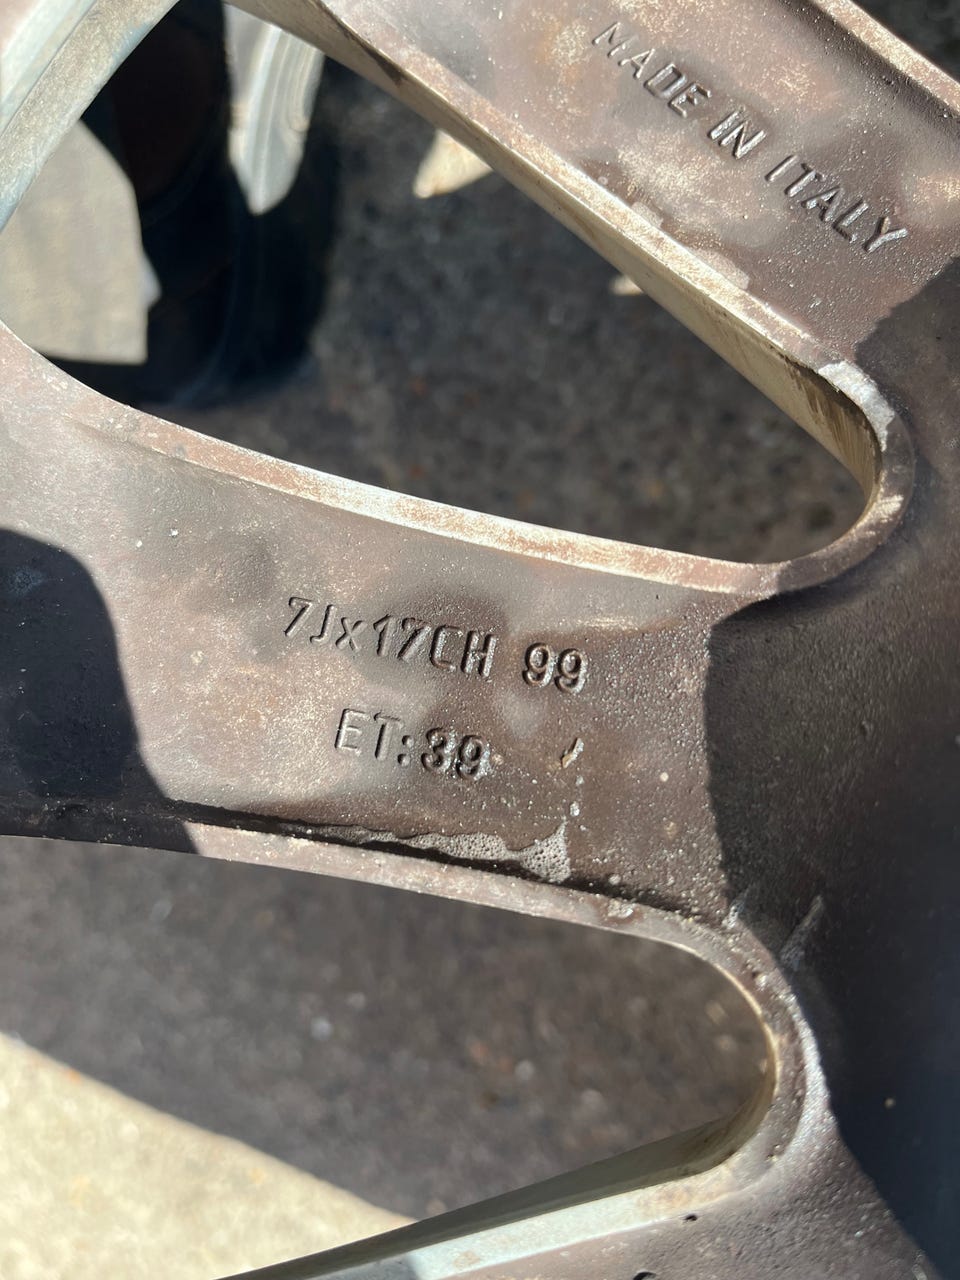 MADE IN ITALY
7Jx17CH 99
ET:39